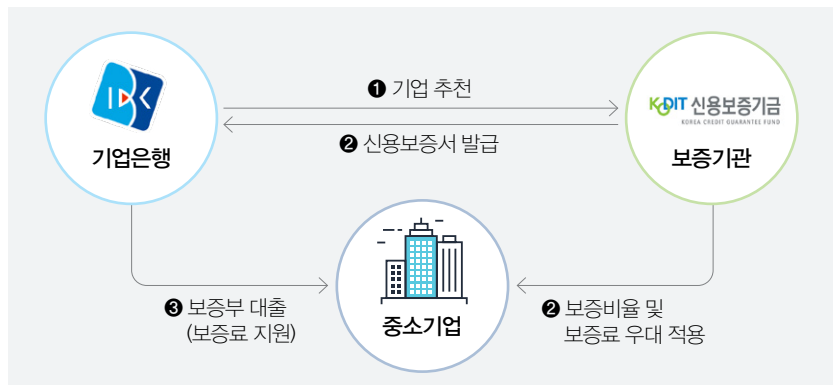 ❶ 기업 추천
IBK
KODIT 신용보증기금
KOREA CREDIT GUARANTEE FUND
❷ 신용보증서 발급
기업은행
보증기관
❸ 보증부 대출
(보증료 지원)
중소기업
❷ 보증비율 및
보증료 우대 적용